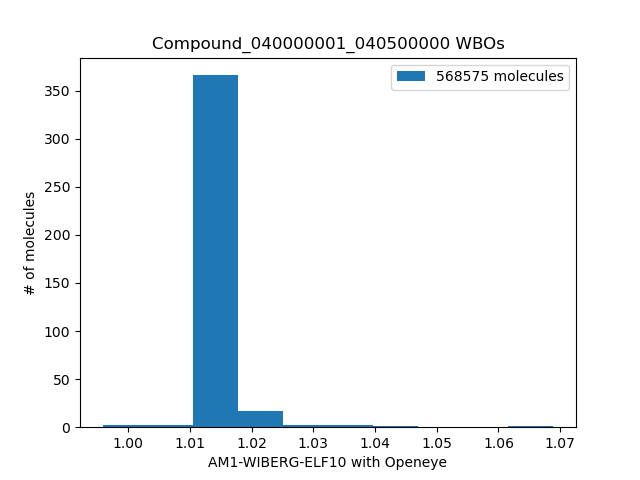 Compound_040000001_040500000 WBOs
568575 molecules
# of molecules
350
300
250
200
150
100
50
0
1.00 1.01 1.02 1.03 1.04 1.05 1.06 1.07
AM1-WIBERG-ELF10 with Openeye